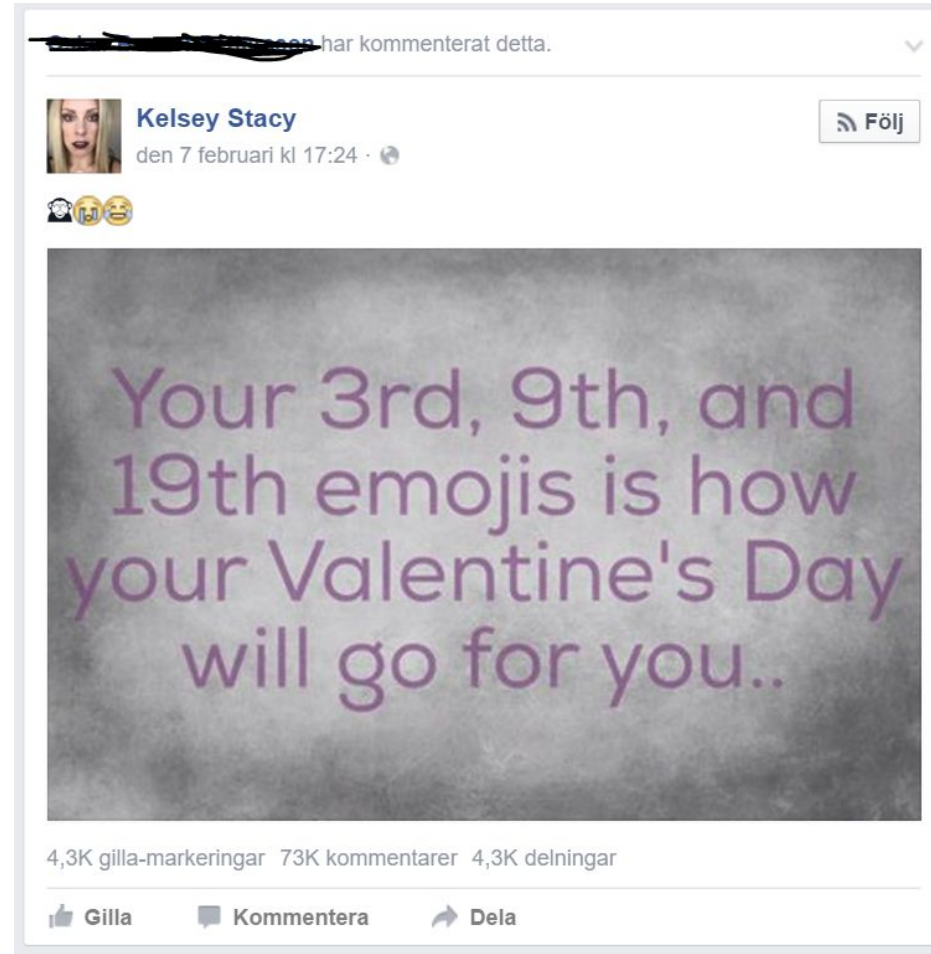 har kommenterat detta.
Kelsey Stacy
Följ
den 7 februari kl 17:24 ·
Your 3rd, 9th, and
19th emojis is how
your Valentine's Day
will go for you..
4,3K gilla-markeringar 73K kommentarer 4,3K delningar
Gilla Kommentera Dela